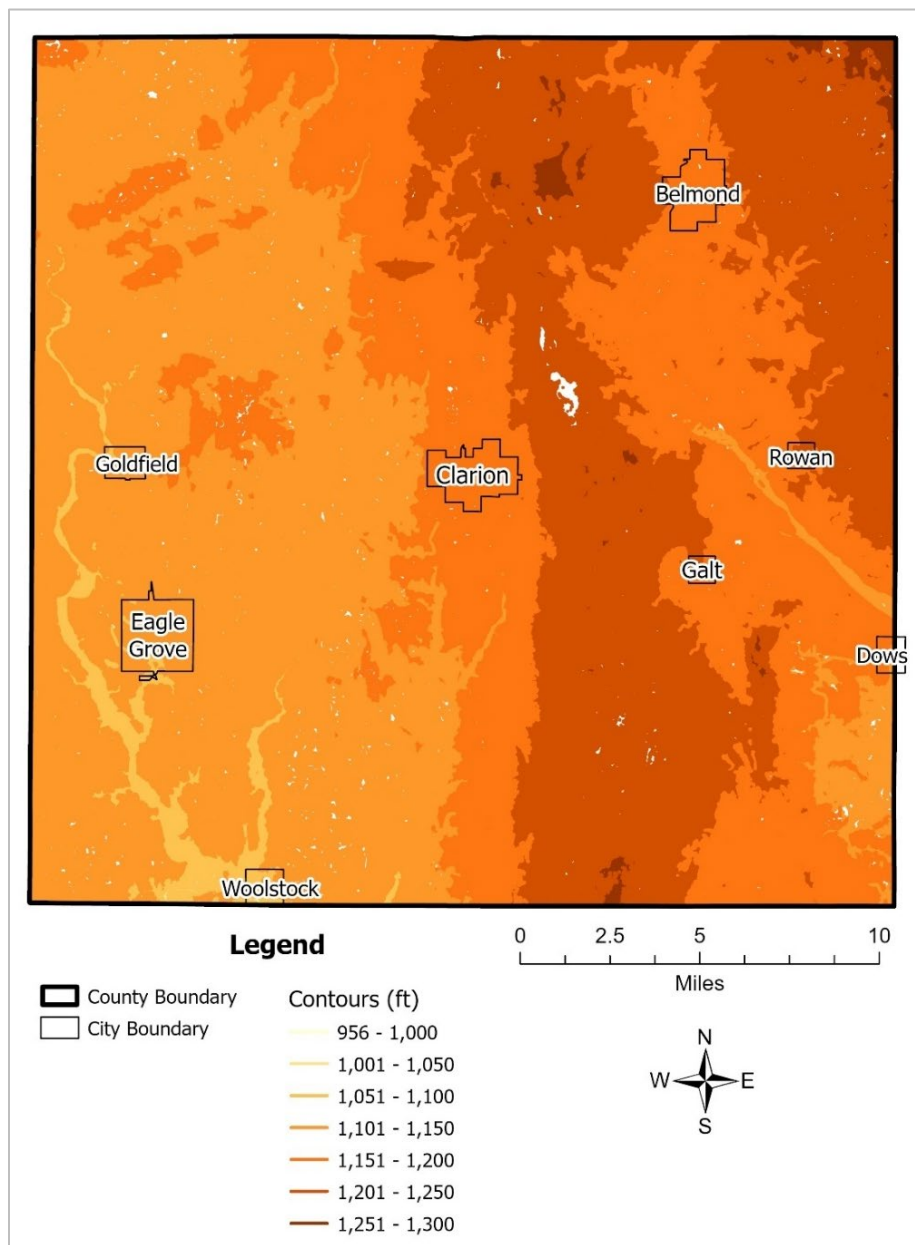 Belmond
Goldfield
Clarion
Rowan
Galt
Eagle
Grove
Dows
Woolstock
Legend
County Boundary
City Boundary
Contours (ft)
956 - 1,000
1,001 - 1,050
1,051 - 1,100
1,101 - 1,150
1,151 - 1,200
1,201 - 1,250
1,251 - 1,300
0 2.5 5 10
Miles
N
W E
S